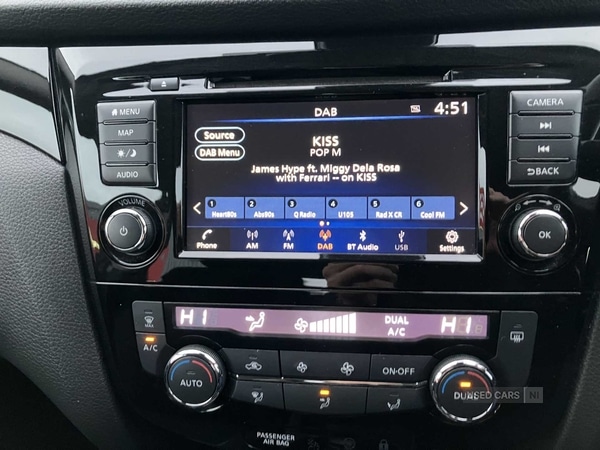 DAB
4:51
MENU
MAP
AUDIO
CAMERA
BACK
Source
DAB Menu
KISS
POP M
James Hype ft. Miggy Dela Rosa
with Ferrari -- on KISS
1 2 3 4 5 6
Heart80s Abs90s Q Radio U105 Rad X CR Cool FM
Phone AM FM DAB BT Audio USB Settings
VOLUME
OK
HI DUAL A/C HI
MAX
A/C
AUTO
ON·OFF
DUAL
PASSENGER
AIR BAG
USED CARS NI